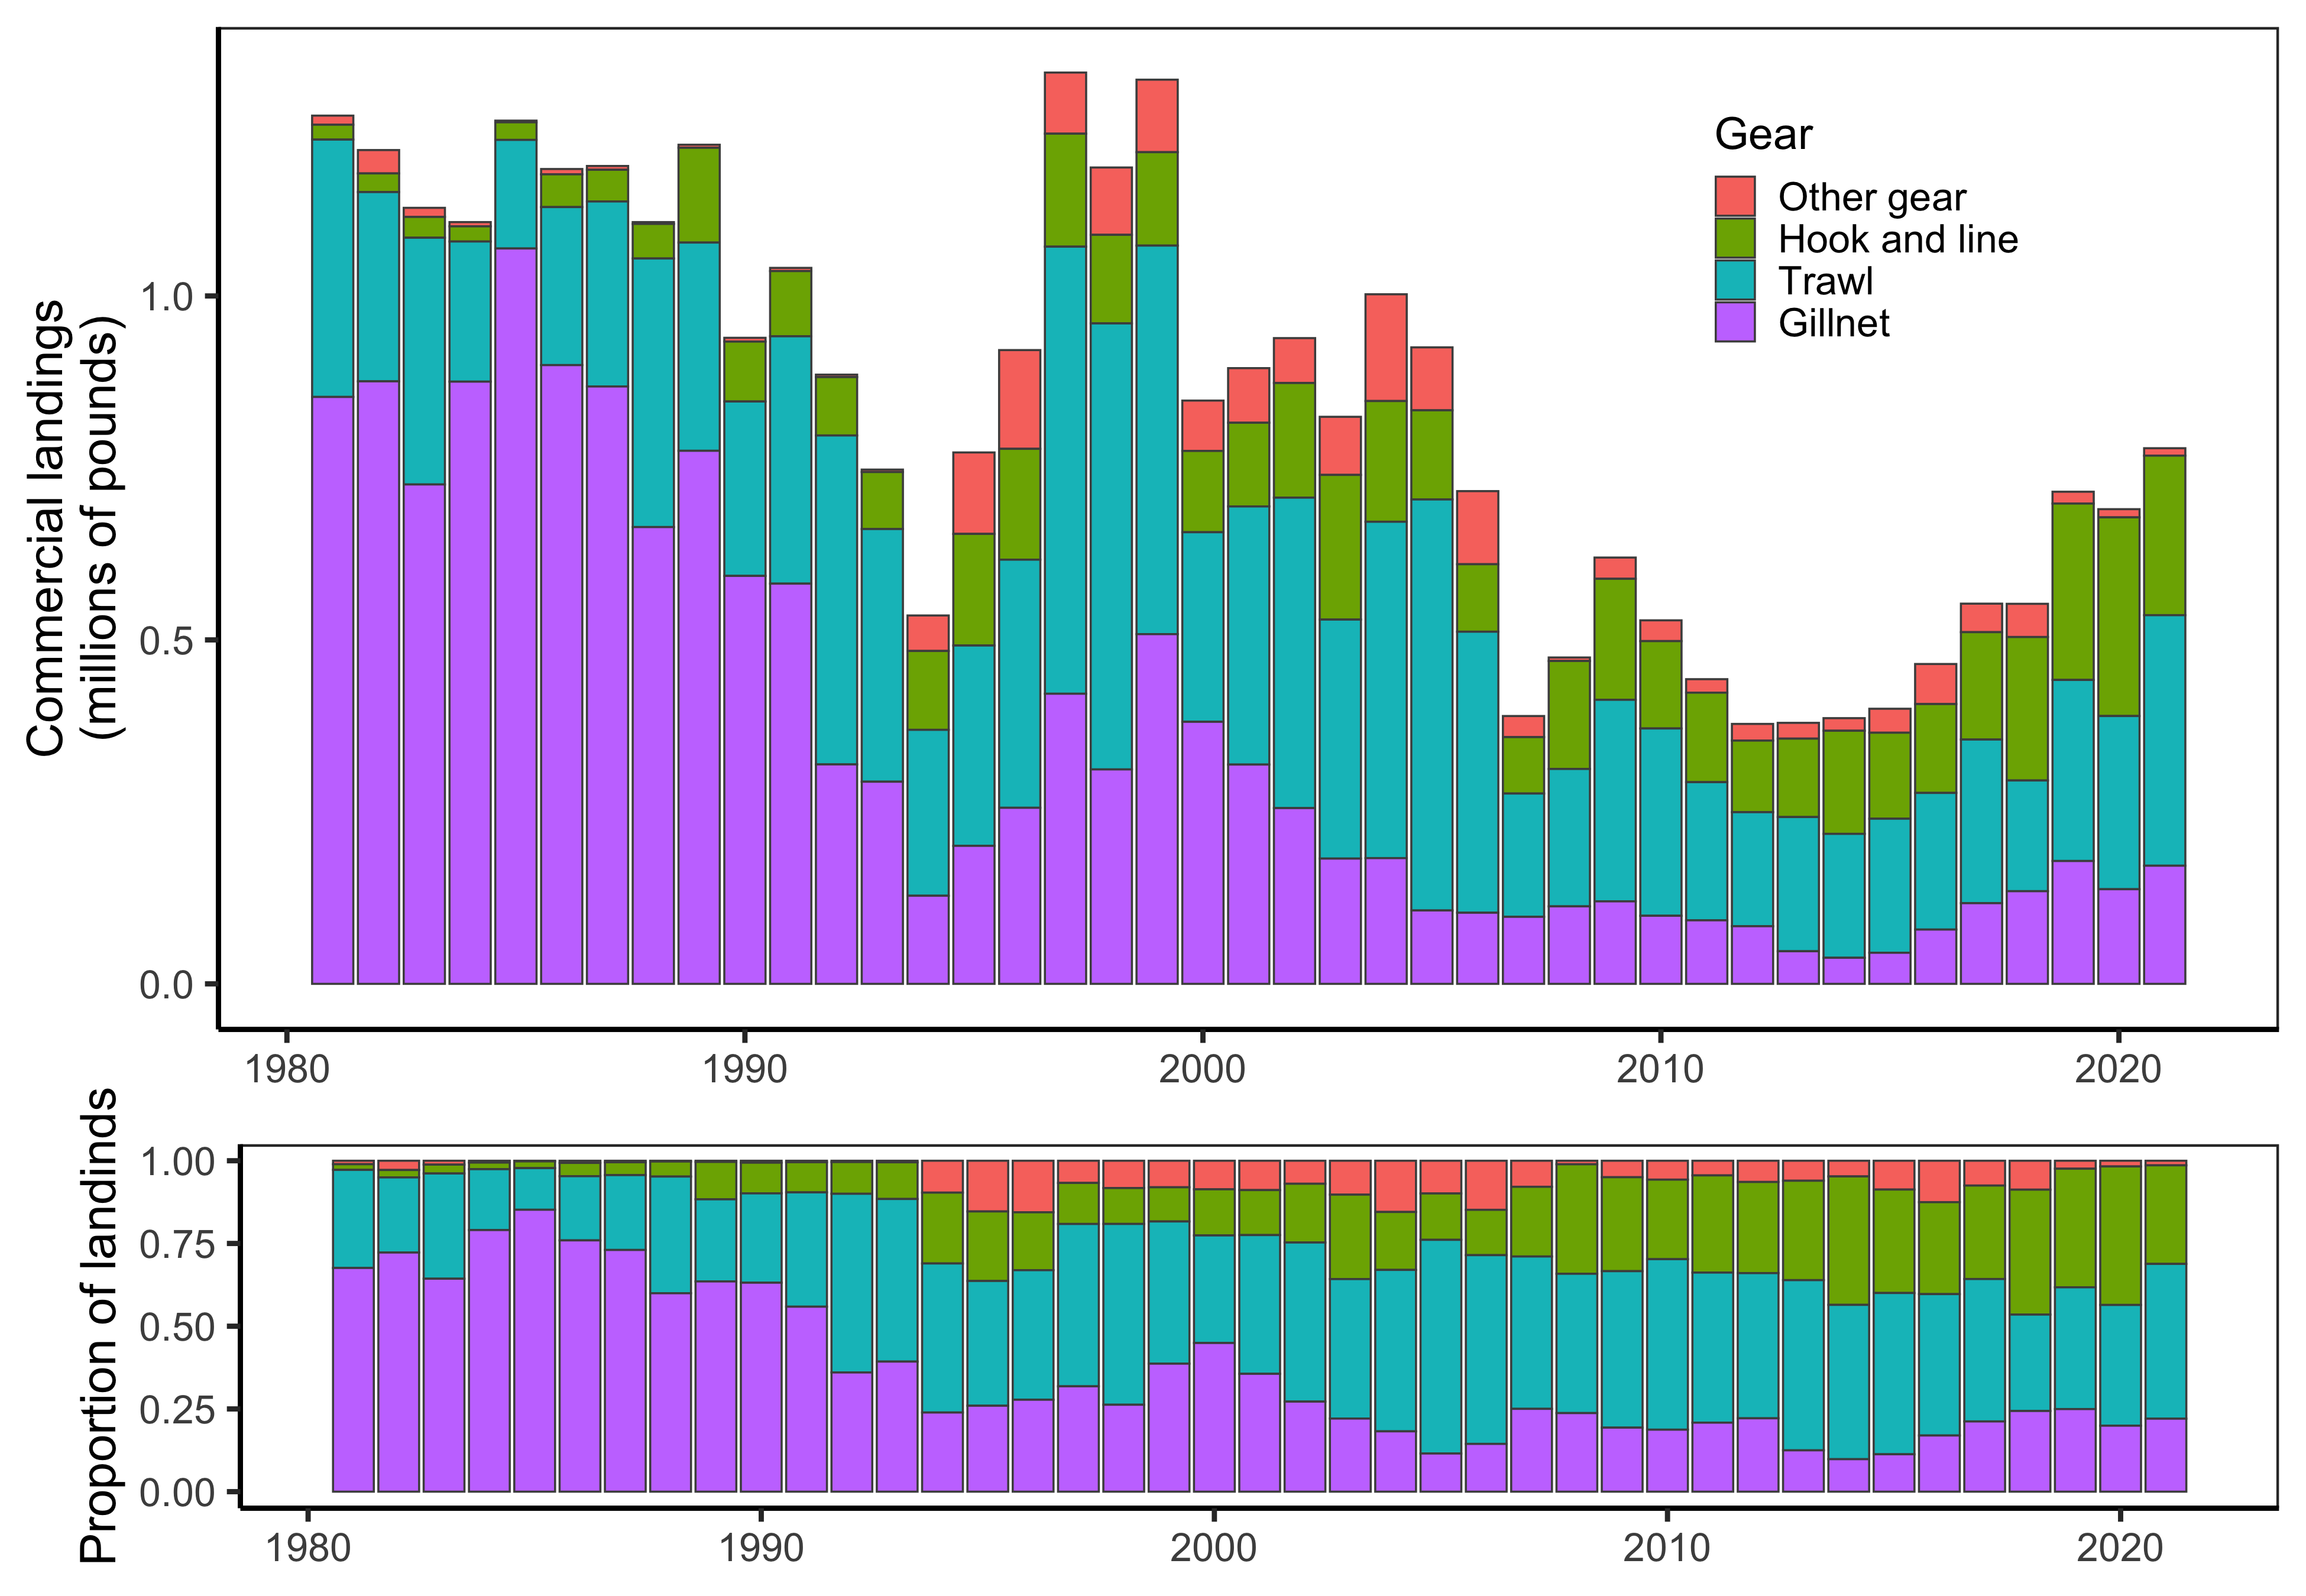 Commercial landings
(millions of pounds)
1.0
0.5
0.0
Gear
Other gear
Hook and line
Trawl
Gillnet
1980 1990 2000 2010 2020
Proportion of landinds
1.00
0.75
0.50
0.25
0.00
1980 1990 2000 2010 2020